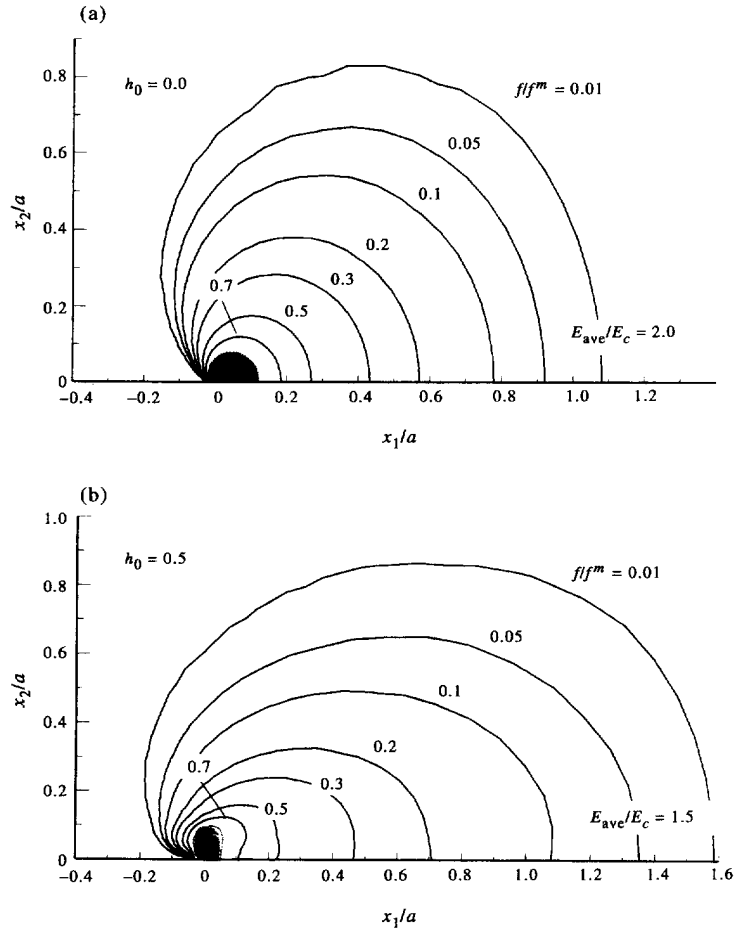 (a)
0.8
h₀ = 0.0
f/fᵐ = 0.01
0.05
0.6
0.1
x₂/a
0.4
0.2
0.3
0.7
0.2
0.5
E_ave/E_c = 2.0
0
−0.4 −0.2 0 0.2 0.4 0.6 0.8 1.0 1.2
x₁/a
(b)
1.0
h₀ = 0.5
f/fᵐ = 0.01
0.8
0.05
x₂/a
0.6
0.1
0.4
0.2
0.7
0.3
0.2
0.5
E_ave/E_c = 1.5
0
−0.4 −0.2 0 0.2 0.4 0.6 0.8 1.0 1.2 1.4 1.6
x₁/a